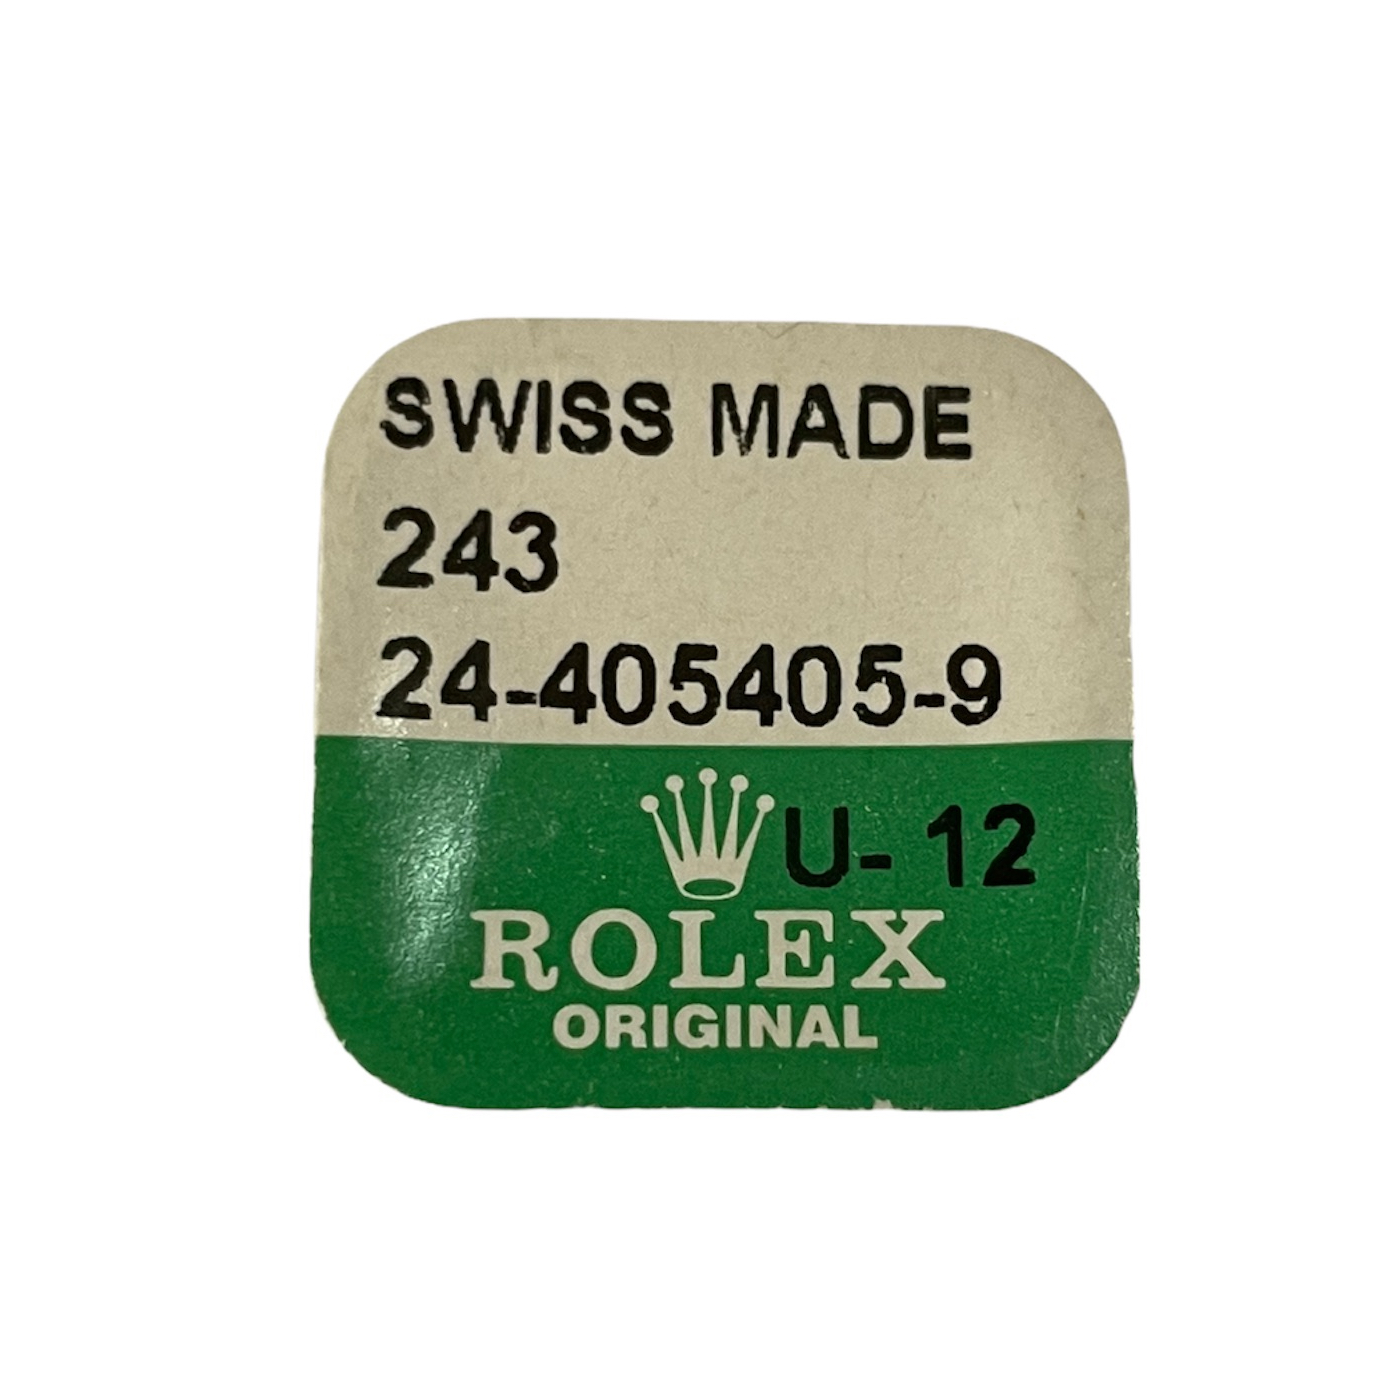 SWISS MADE
243
24-405405-9
U- 12
ROLEX
ORIGINAL